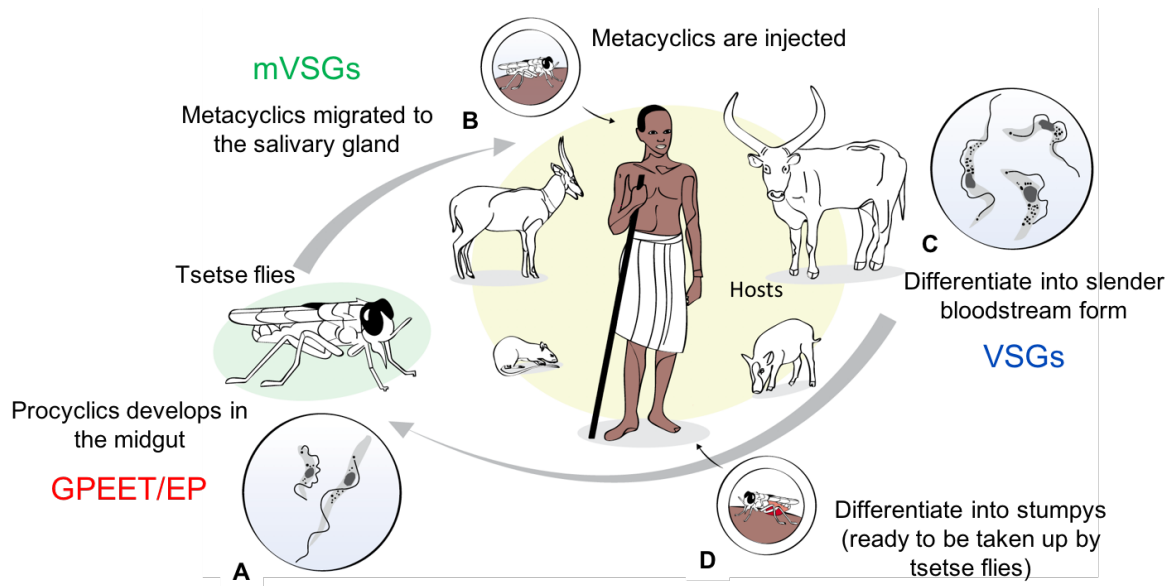 Metacyclics are injected
mVSGs
Metacyclics migrated to
the salivary gland
B
Tsetse flies
C
Differentiate into slender
bloodstream form
VSGs
Hosts
Procyclics develops in
the midgut
GPEET/EP
A
D
Differentiate into stumpys
(ready to be taken up by
tsetse flies)